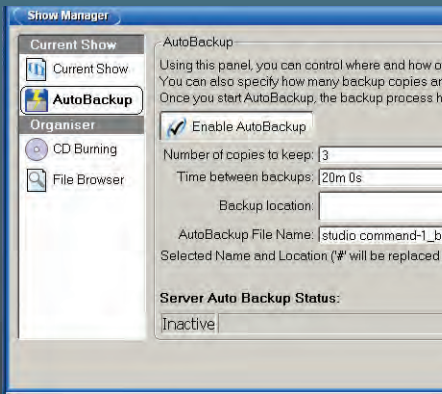 Show Manager
Current Show
Current Show
AutoBackup
Organiser
CD Burning
File Browser
AutoBackup
Using this panel, you can control where and how o
You can also specify how many backup copies ar
Once you start AutoBackup, the backup process h
Enable AutoBackup
Number of copies to keep: 3
Time between backups: 20m 0s
Backup location:
AutoBackup File Name: studio command-1_b
Selected Name and Location ('#' will be replaced
Server Auto Backup Status:
Inactive